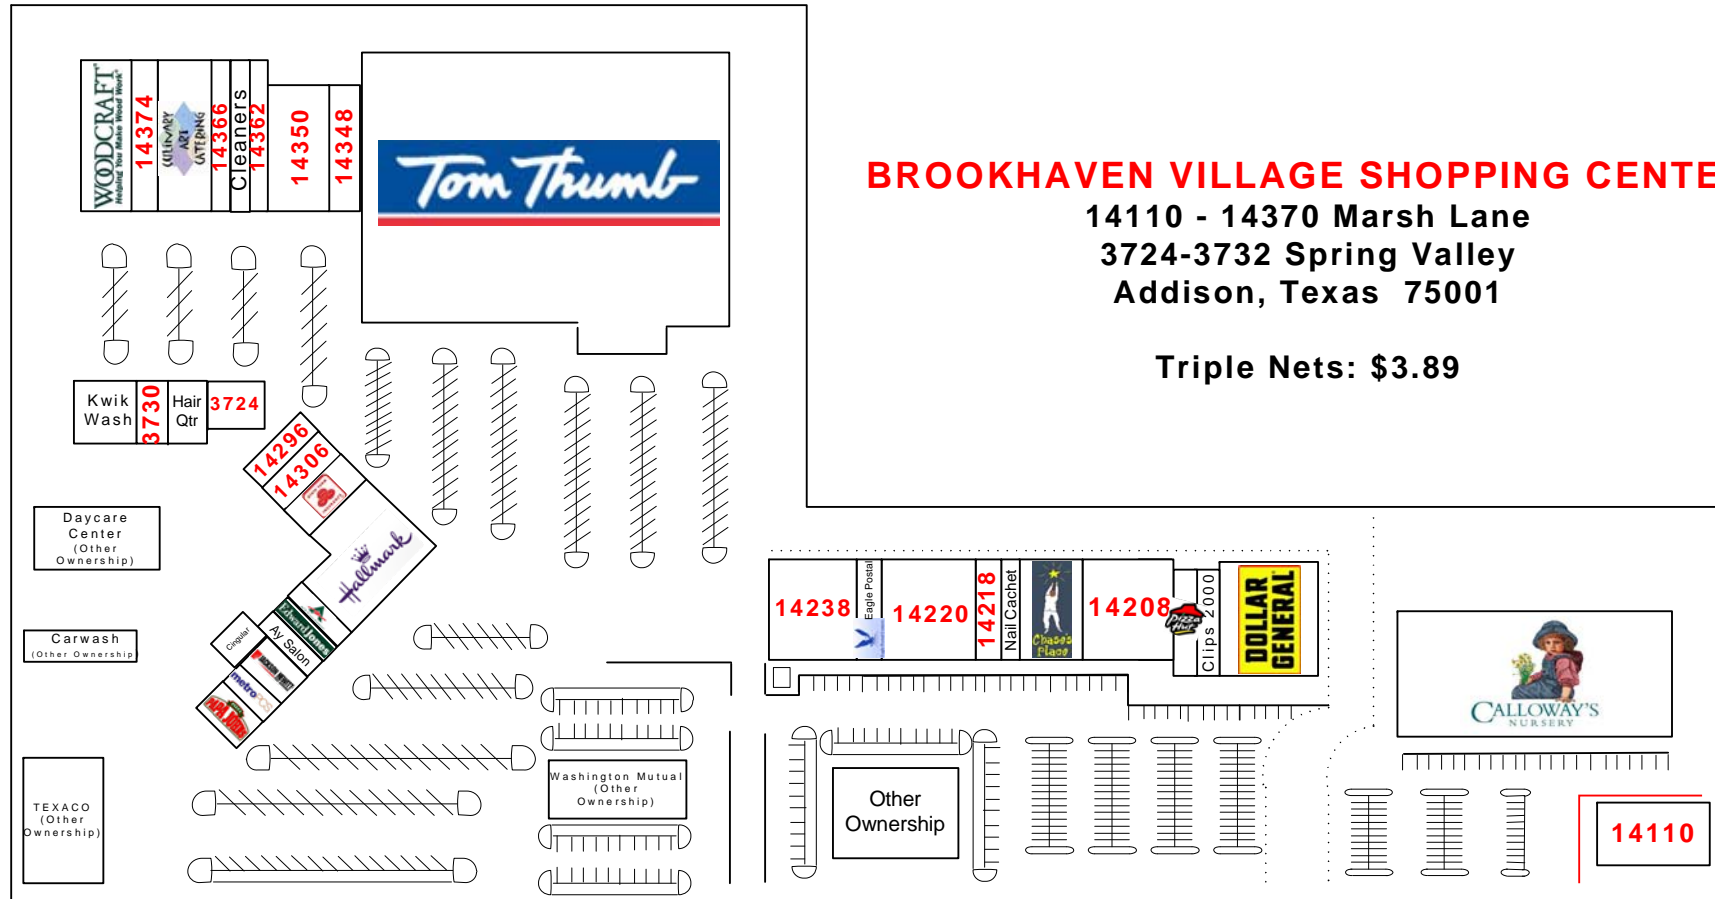 BROOKHAVEN VILLAGE SHOPPING CENTE
14110 - 14370 Marsh Lane
3724-3732 Spring Valley
Addison, Texas 75001
Triple Nets: $3.89
WOODCRAFT
Helping You Make Wood Work
14374
CULINARY
ART
CATERING
14366
Cleaners
14362
14350
14348
Tom Thumb
Kwik
Wash
3730
Hair
Qtr
3724
14296
14306
Hallmark
Daycare
Center
(Other
Ownership)
Carwash
(Other Ownership)
Cingular
Edward Jones
Ay Salon
JACKSON HEWITT
metroPCS
PAPA JOHN'S
TEXACO
(Other
Ownership)
Washington Mutual
(Other
Ownership)
14238
Eagle Postal
14220
14218
Nail Cachet
Chase's
Place
14208
Pizza
Hut
Clips 2000
DOLLAR
GENERAL
Other
Ownership
CALLOWAY'S
NURSERY
14110